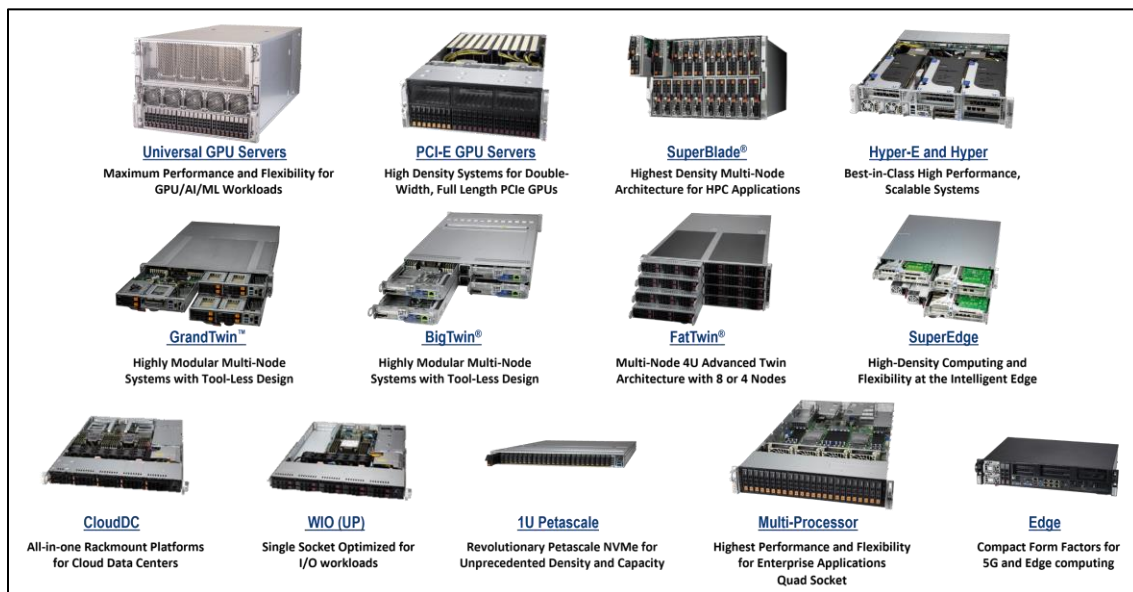 Universal GPU Servers
Maximum Performance and Flexibility for
GPU/AI/ML Workloads
PCI-E GPU Servers
High Density Systems for Double-
Width, Full Length PCIe GPUs
SuperBlade®
Highest Density Multi-Node
Architecture for HPC Applications
Hyper-E and Hyper
Best-in-Class High Performance,
Scalable Systems
GrandTwin™
Highly Modular Multi-Node
Systems with Tool-Less Design
BigTwin®
Highly Modular Multi-Node
Systems with Tool-Less Design
FatTwin®
Multi-Node 4U Advanced Twin
Architecture with 8 or 4 Nodes
SuperEdge
High-Density Computing and
Flexibility at the Intelligent Edge
CloudDC
All-in-one Rackmount Platforms
for Cloud Data Centers
WIO (UP)
Single Socket Optimized for
I/O workloads
1U Petascale
Revolutionary Petascale NVMe for
Unprecedented Density and Capacity
Multi-Processor
Highest Performance and Flexibility
for Enterprise Applications
Quad Socket
Edge
Compact Form Factors for
5G and Edge computing